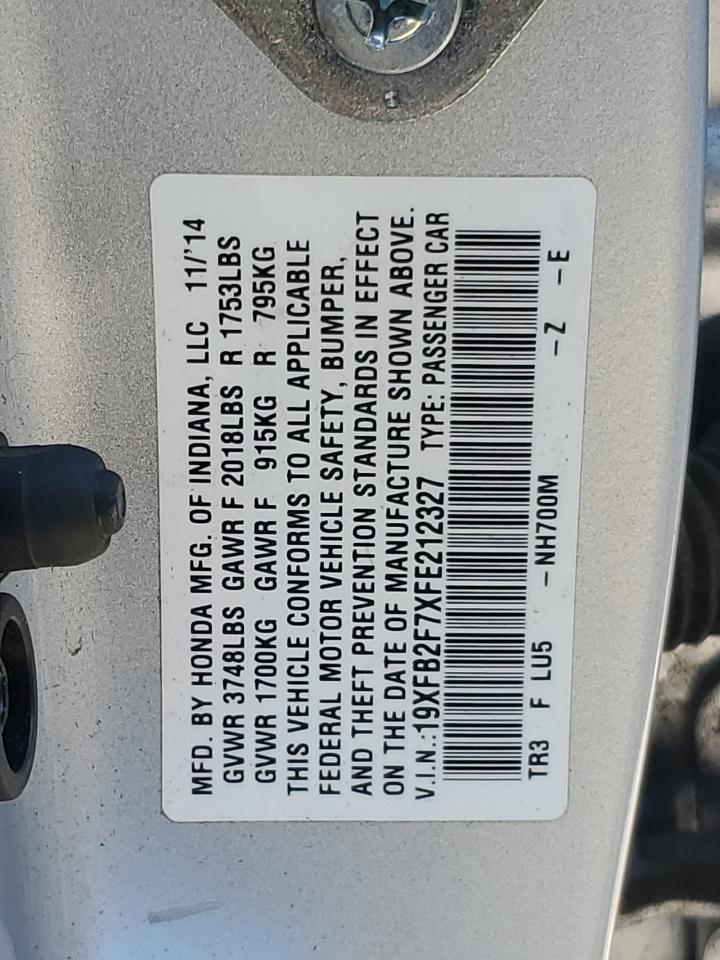 MFD. BY HONDA MFG. OF INDIANA, LLC 11/'14
GVWR 3748LBS GAWR F 2018LBS R 1753LBS
GVWR 1700KG GAWR F 915KG R 795KG
THIS VEHICLE CONFORMS TO ALL APPLICABLE
FEDERAL MOTOR VEHICLE SAFETY, BUMPER,
AND THEFT PREVENTION STANDARDS IN EFFECT
ON THE DATE OF MANUFACTURE SHOWN ABOVE.
V.I.N.:19XFB2F7XFE212327 TYPE: PASSENGER CAR
TR3 F LU5 -NH700M -Z -E